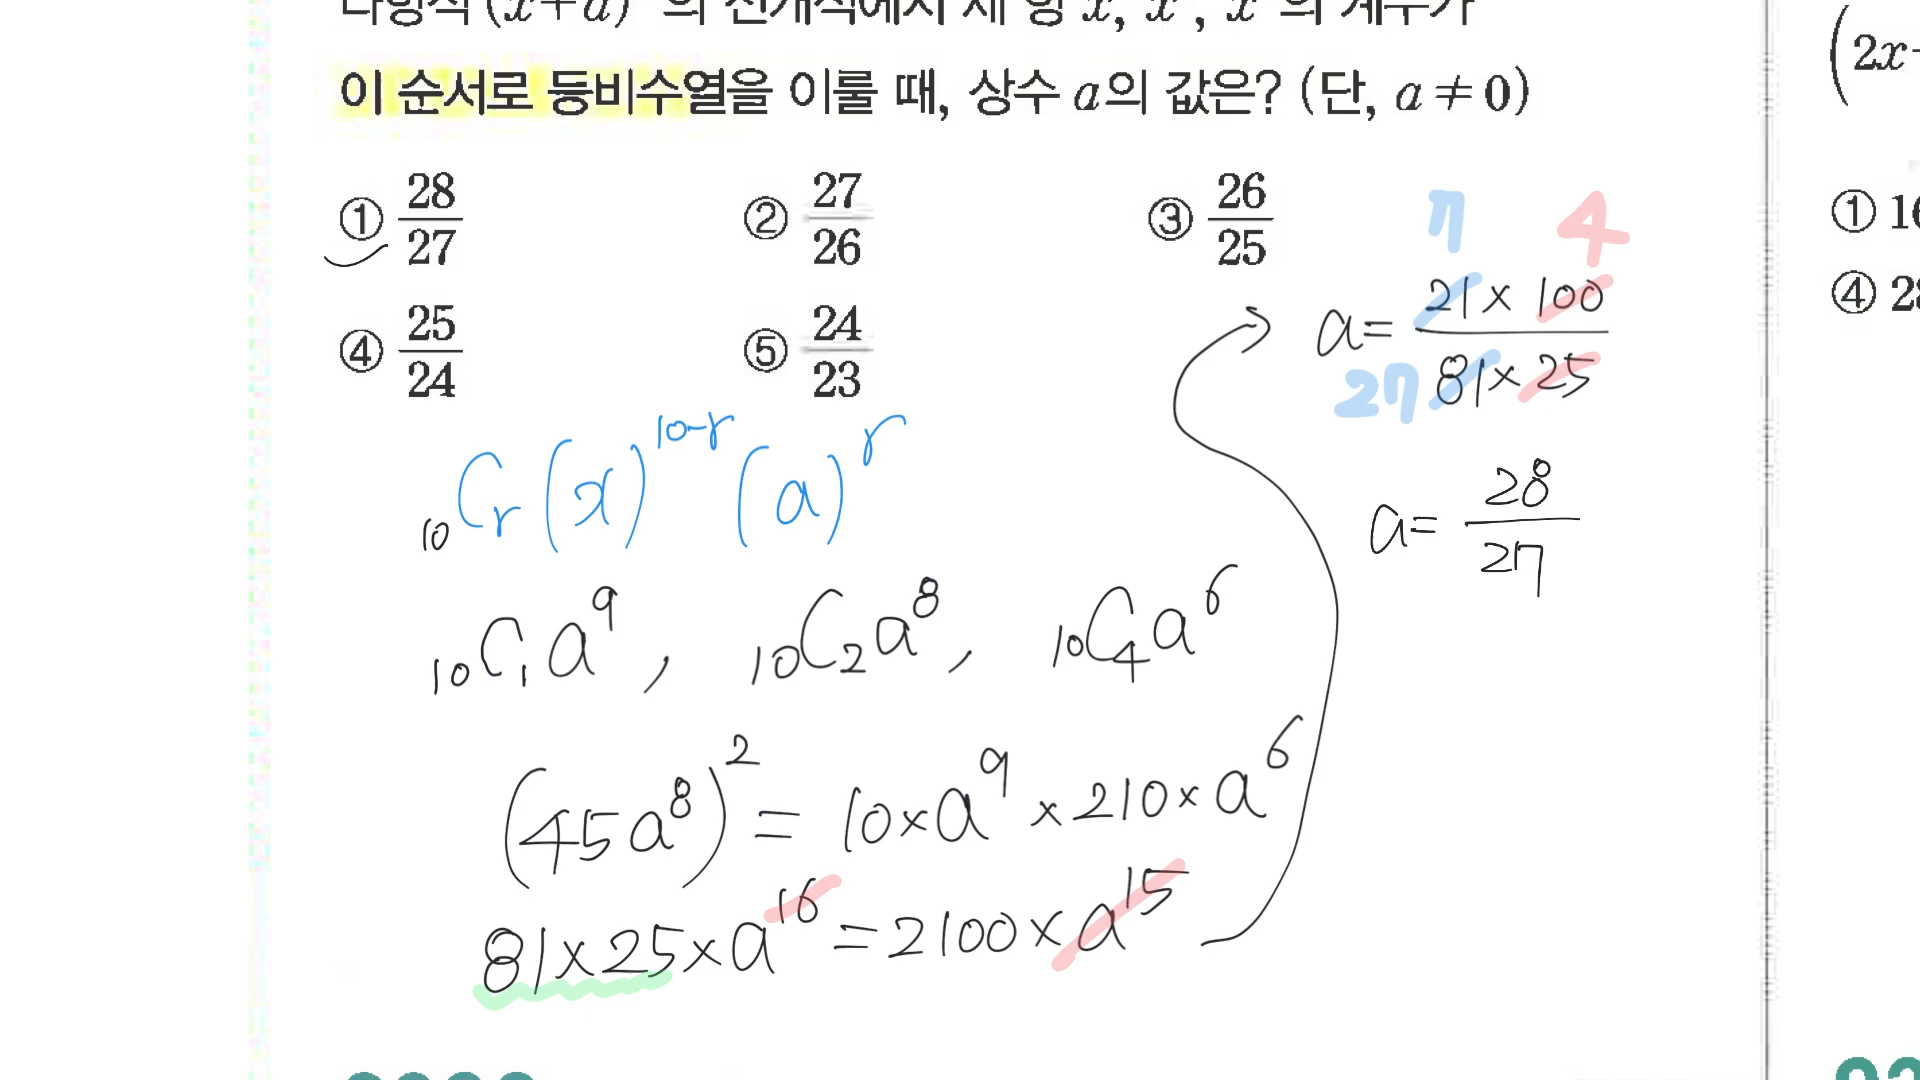 이 순서로 등비수열을 이룰 때, 상수 a의 값은? (단, a≠0)
① 28/27 ② 27/26 ③ 26/25
④ 25/24 ⑤ 24/23
₁₀Cᵣ(x)¹⁰⁻ʳ(a)ʳ
₁₀C₁a⁹, ₁₀C₂a⁸, ₁₀C₄a⁶
(45a⁸)² = 10×a⁹×210×a⁶
81×25×a¹⁶ = 2100×a¹⁵
7 4
a= 21×100 / 81×25
27
a= 28/27
(2x
①
④